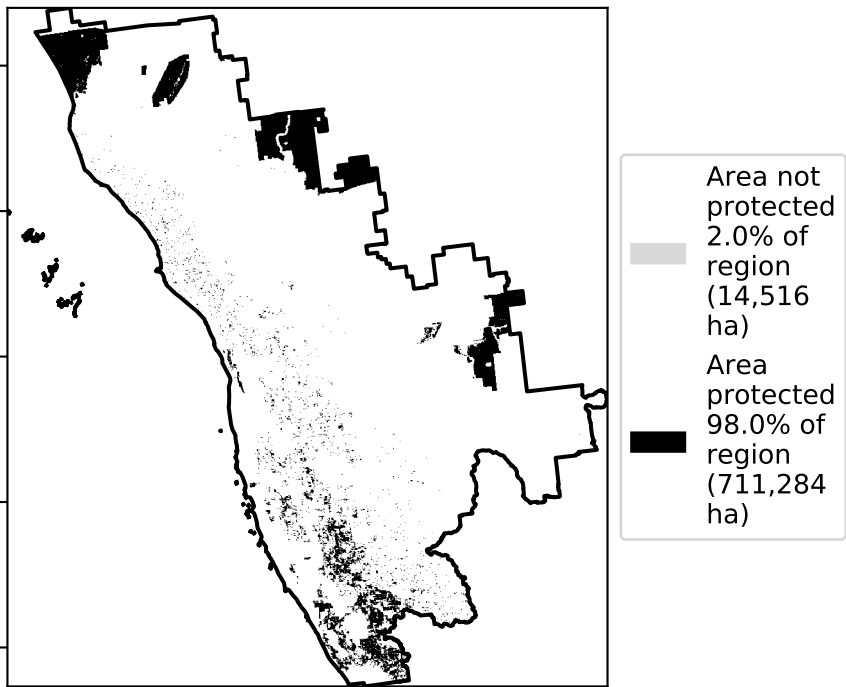 Area not
protected
2.0% of
region
(14,516
ha)
Area
protected
98.0% of
region
(711,284
ha)